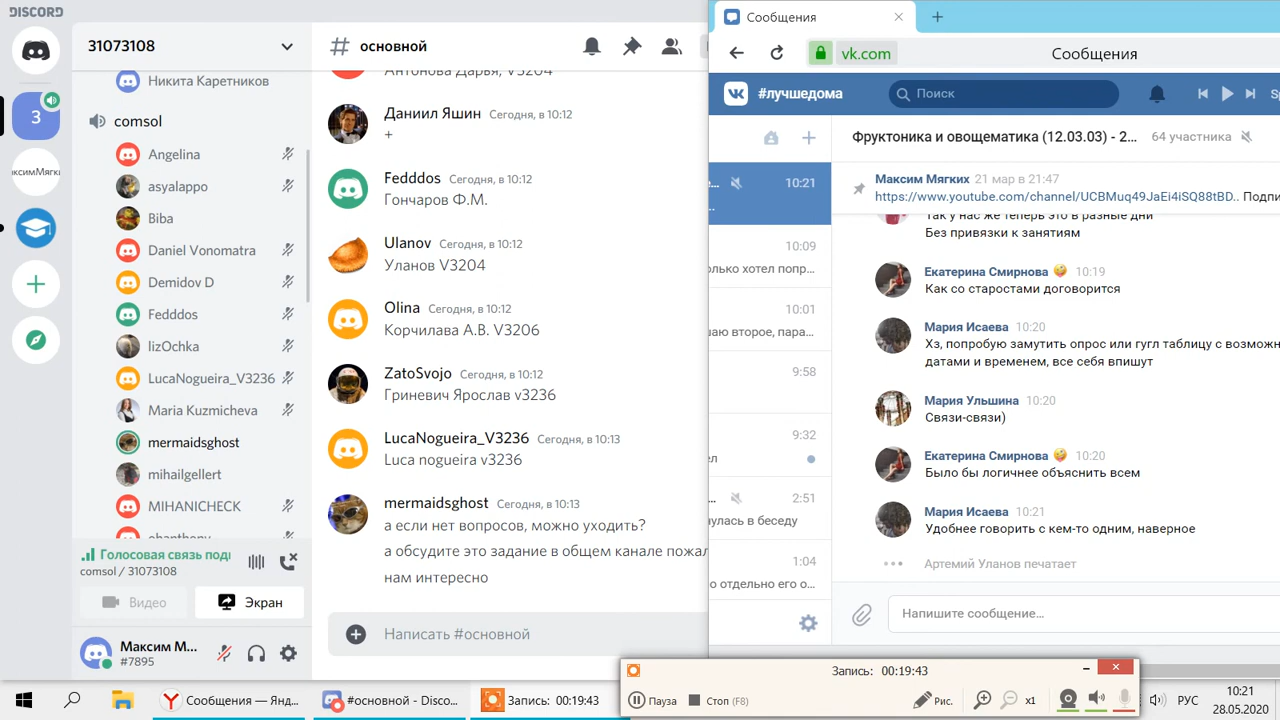 DISCORD
31073108
Никита Каретников
3
comsol
Angelina
asyalappo
Biba
Daniel Vonomatra
Demidov D
Fedddos
lizOchka
LucaNogueira_V3236
Maria Kuzmicheva
mermaidsghost
mihailgellert
MIHANICHECK
Голосовая связь подк
comsol / 31073108
Видео
Экран
Максим М...
#7895
# основной
Антонова Дарья, V3204
Даниил Яшин Сегодня, в 10:12
+
Fedddos Сегодня, в 10:12
Гончаров Ф.М.
Ulanov Сегодня, в 10:12
Уланов V3204
Olina Сегодня, в 10:12
Корчилава А.В. V3206
ZatoSvojo Сегодня, в 10:12
Гриневич Ярослав v3236
LucaNogueira_V3236 Сегодня, в 10:13
Luca nogueira v3236
mermaidsghost Сегодня, в 10:13
а если нет вопросов, можно уходить?
а обсудите это задание в общем канале пожал
нам интересно
Написать #основной
Сообщения
vk.com
Сообщения
#лучшедома
Поиск
10:21
10:09
10:01
9:58
9:32
2:51
1:04
Фруктоника и овощематика (12.03.03) - 2... 64 участника
Максим Мягких 21 мар в 21:47
https://www.youtube.com/channel/UCBMuq49JaEi4iSQ88tBD.. Подпи
Так у нас же теперь это в разные дни
Без привязки к занятиям
Екатерина Смирнова 10:19
Как со старостами договорится
Мария Исаева 10:20
Хз, попробую замутить опрос или гугл таблицу с возможн
датами и временем, все себя впишут
Мария Ульшина 10:20
Связи-связи)
Екатерина Смирнова 10:20
Было бы логичнее объяснить всем
Мария Исаева 10:21
Удобнее говорить с кем-то одним, наверное
Артемий Уланов печатает
Напишите сообщение...
Запись: 00:19:43
Пауза
Стоп (F8)
Рис.
x1
Сообщения — Янд...
#основной - Disco...
Запись: 00:19:43
РУС
10:21
28.05.2020